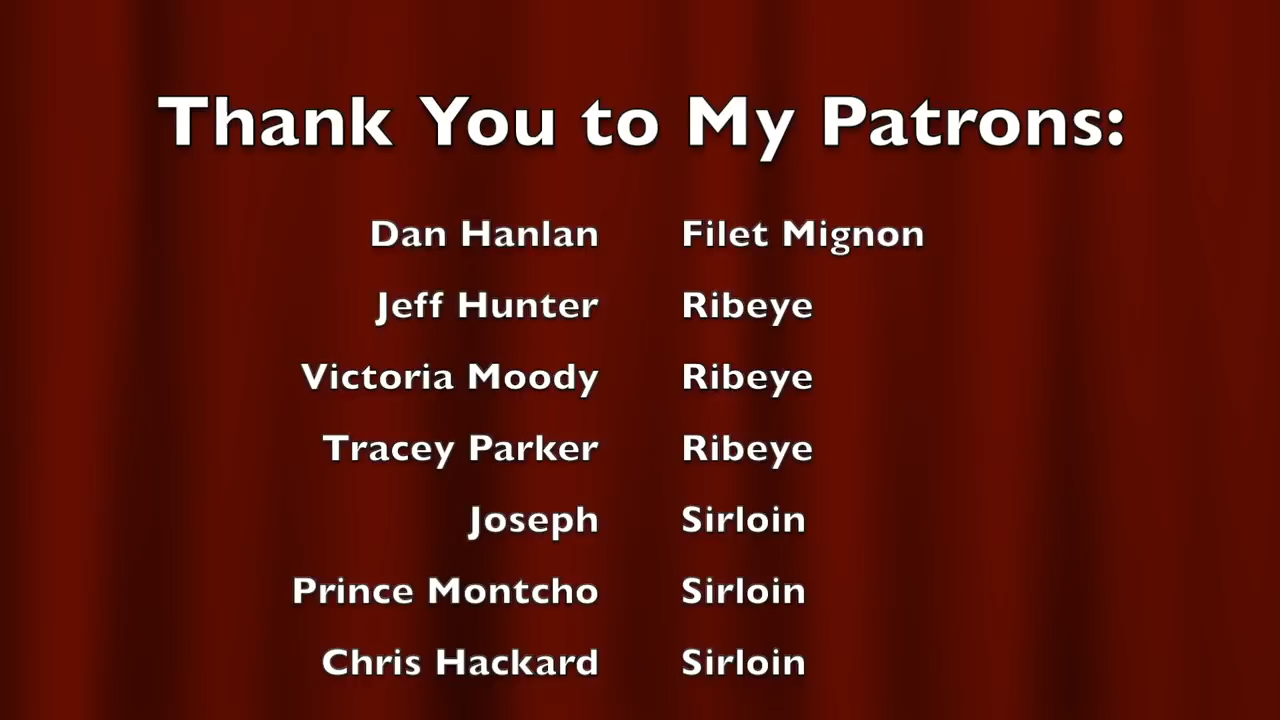 Thank You to My Patrons:
Dan Hanlan Filet Mignon
Jeff Hunter Ribeye
Victoria Moody Ribeye
Tracey Parker Ribeye
Joseph Sirloin
Prince Montcho Sirloin
Chris Hackard Sirloin